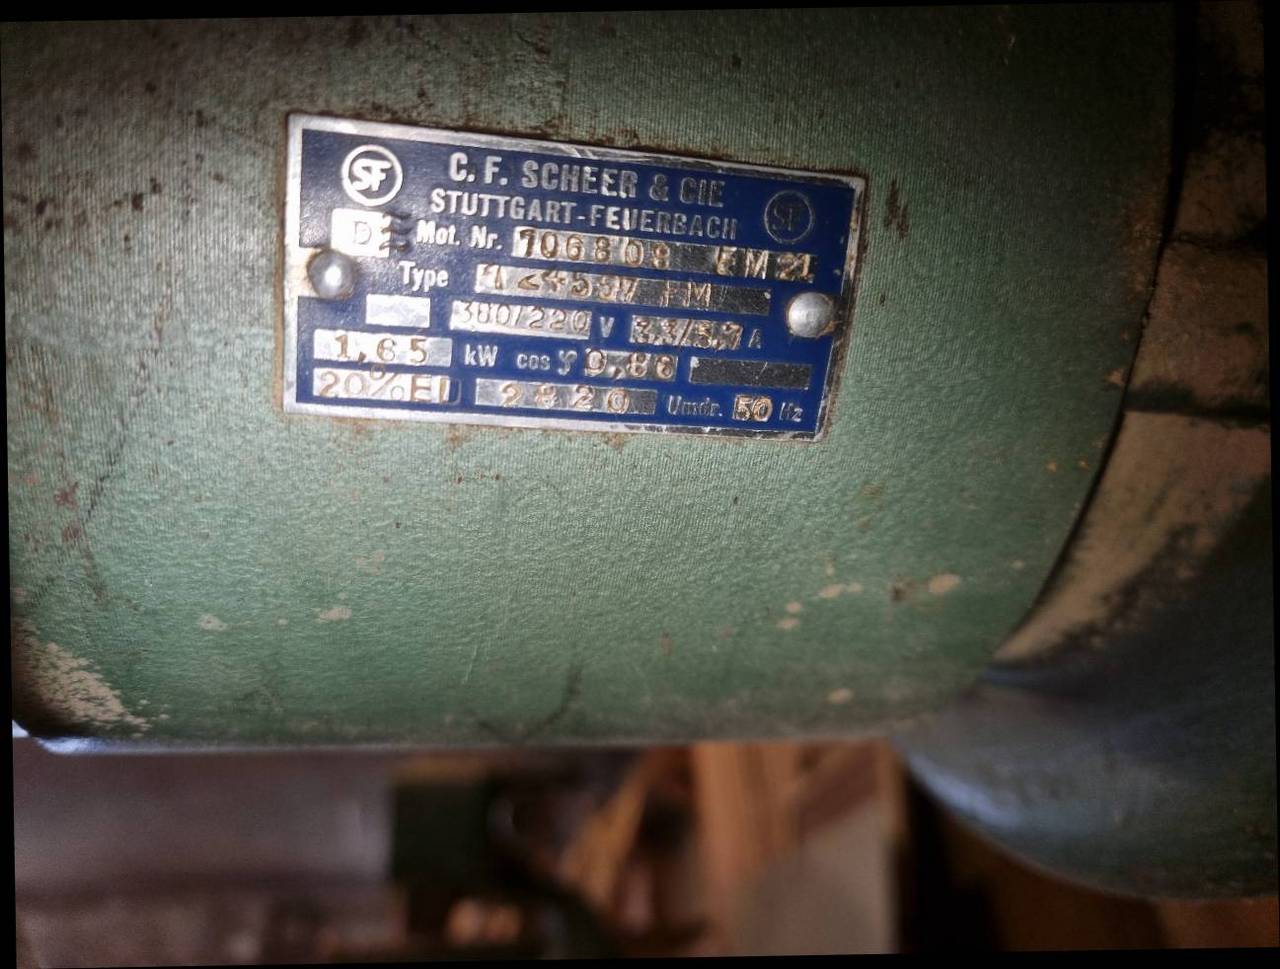 SF C. F. SCHEER & CIE
STUTTGART-FEUERBACH SF
D Mot. Nr. 106808 EM 21
Type
380/220 V 3,3/5,7 A
1,65 kW cos φ 0,86
20% EI 2820 Umdr. 50 Hz